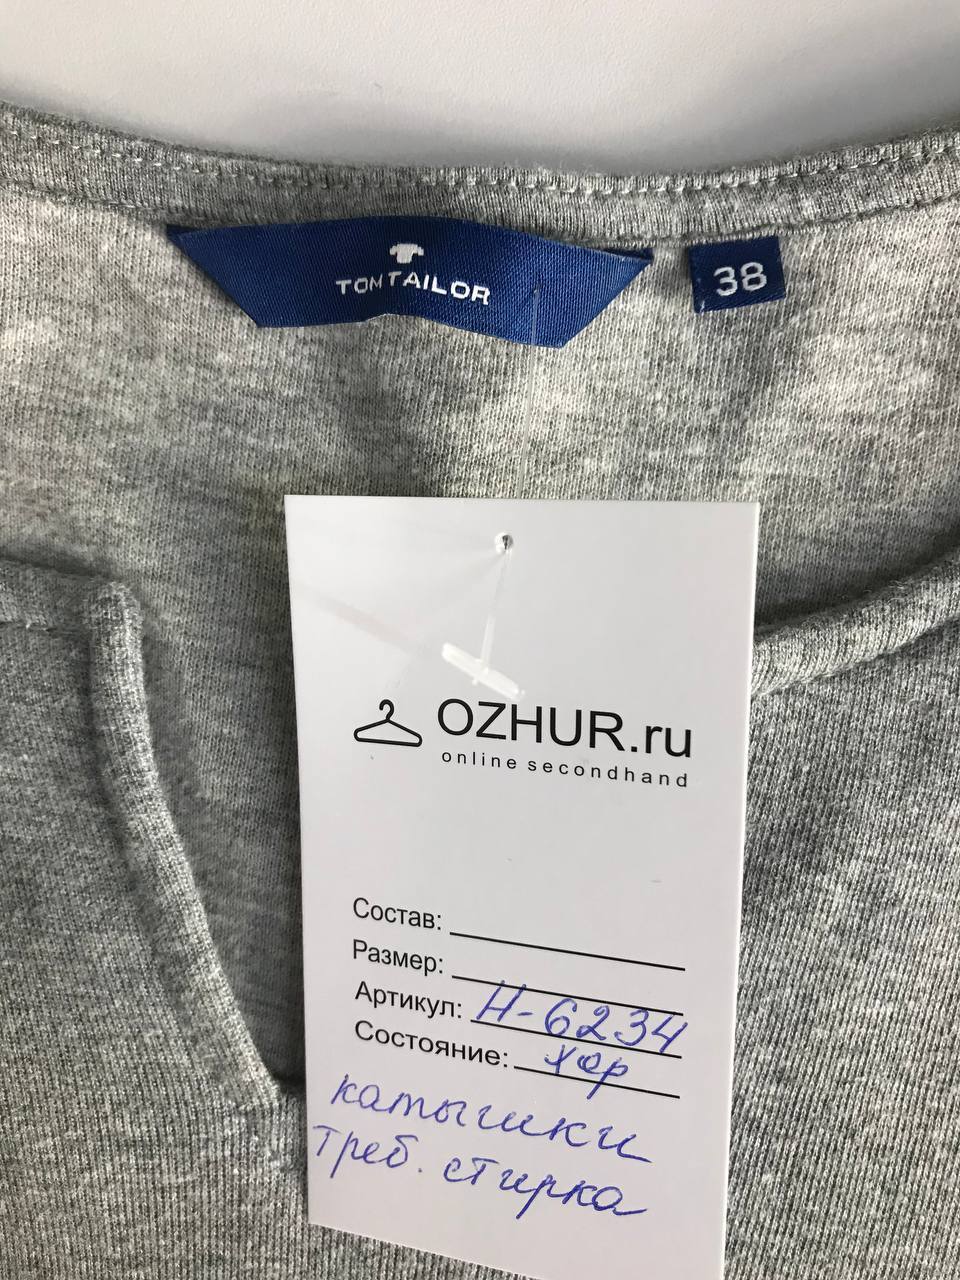 TOM TAILOR
38
OZHUR.ru
online secondhand
Состав:
Размер:
Артикул: Н-6234
Состояние: хор
катышки
треб. стирка